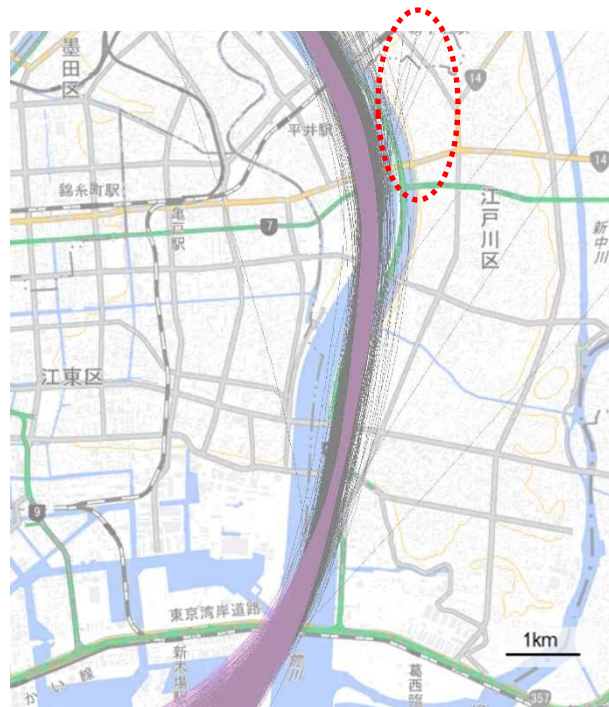 墨田区
14
平井駅
14
錦糸町駅
亀戸駅
7
江戸川区
新中川
江東区
9
東京湾岸道路
1km
新木場
荒川
葛西臨
かい線
357